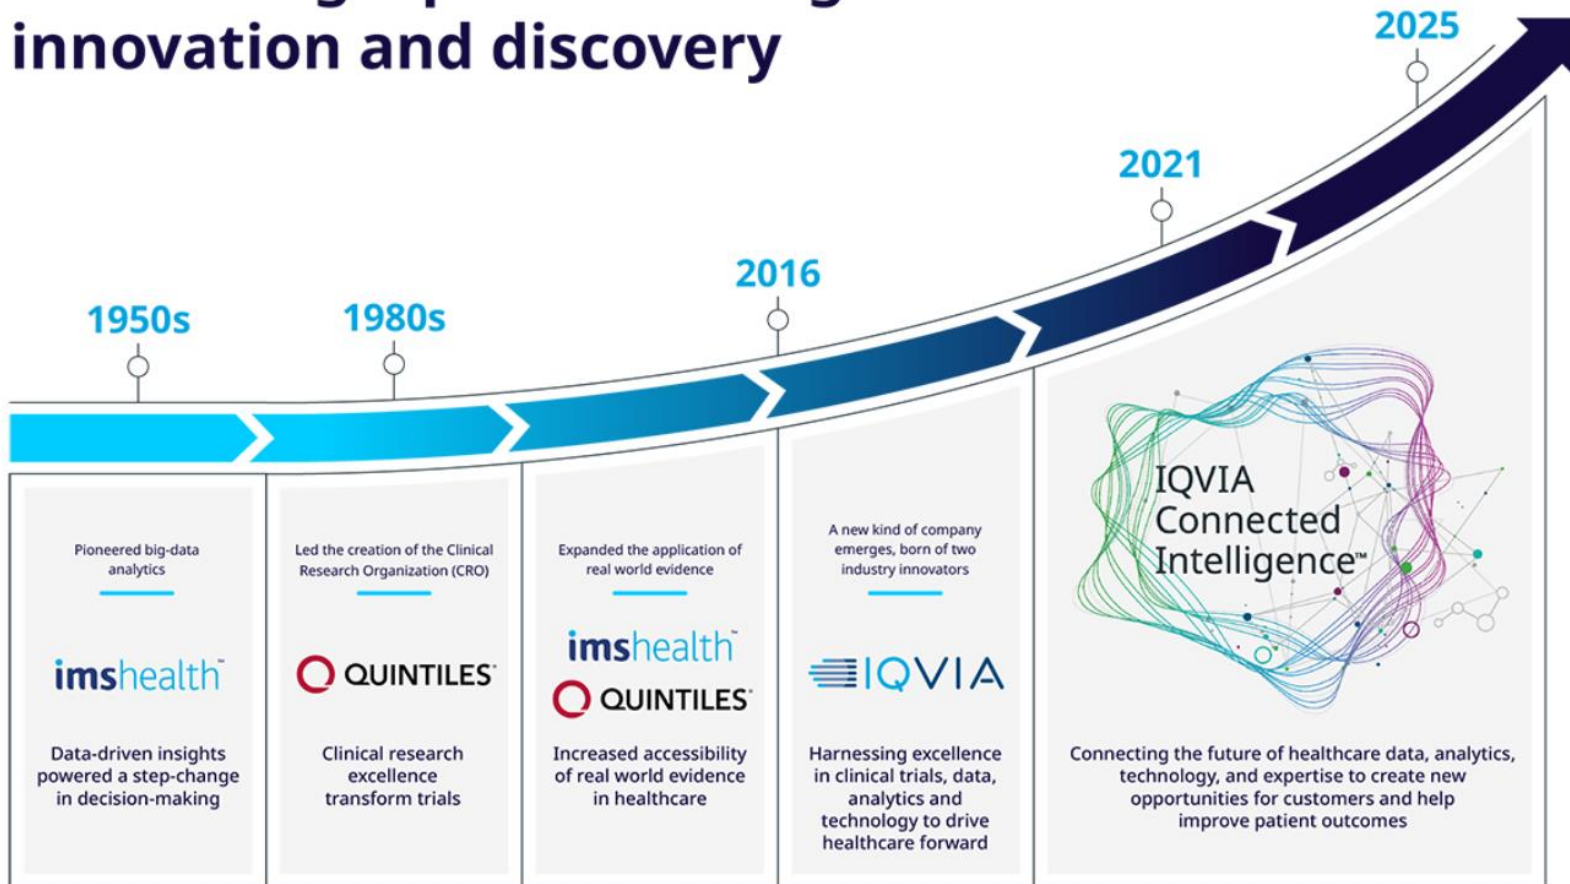 innovation and discovery
1950s
1980s
2016
2021
2025
Pioneered big-data
analytics
imshealth™
Data-driven insights
powered a step-change
in decision-making
Led the creation of the Clinical
Research Organization (CRO)
QUINTILES®
Clinical research
excellence
transform trials
Expanded the application of
real world evidence
imshealth™
QUINTILES®
Increased accessibility
of real world evidence
in healthcare
A new kind of company
emerges, born of two
industry innovators
IQVIA
Harnessing excellence
in clinical trials, data,
analytics and
technology to drive
healthcare forward
IQVIA
Connected
Intelligence™
Connecting the future of healthcare data, analytics,
technology, and expertise to create new
opportunities for customers and help
improve patient outcomes